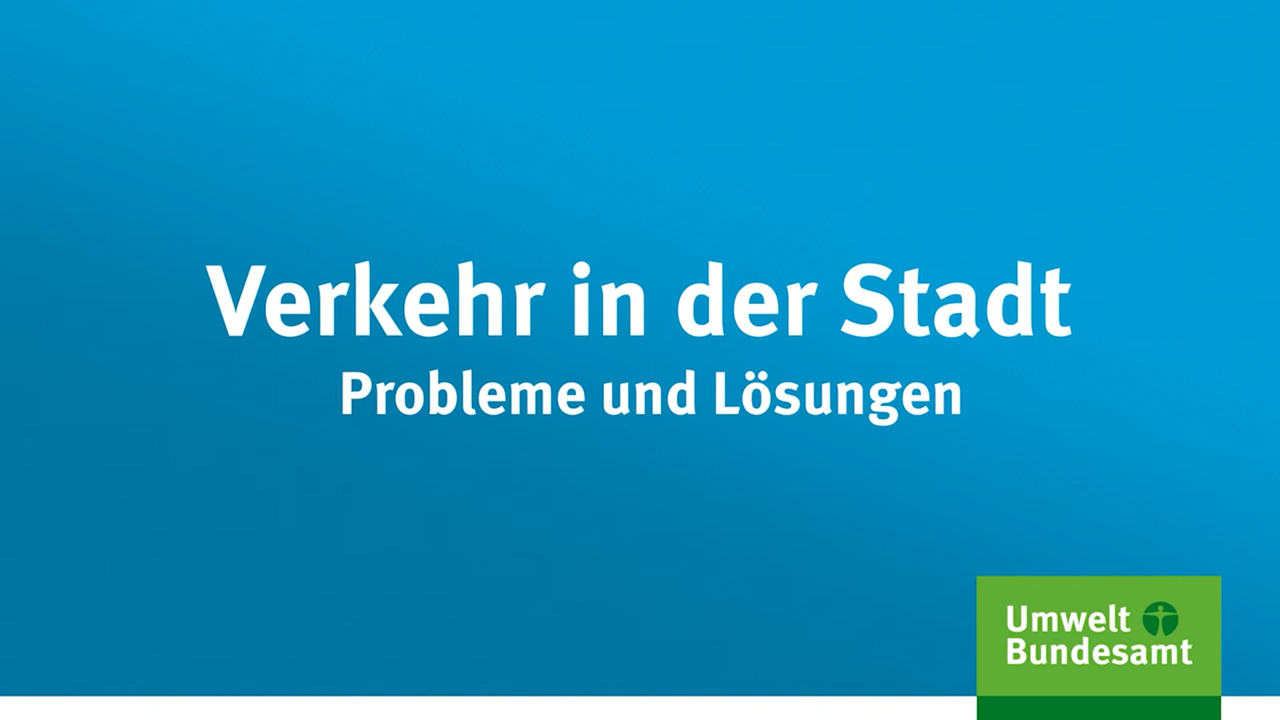 Verkehr in der Stadt
Probleme und Lösungen
Umwelt
Bundesamt